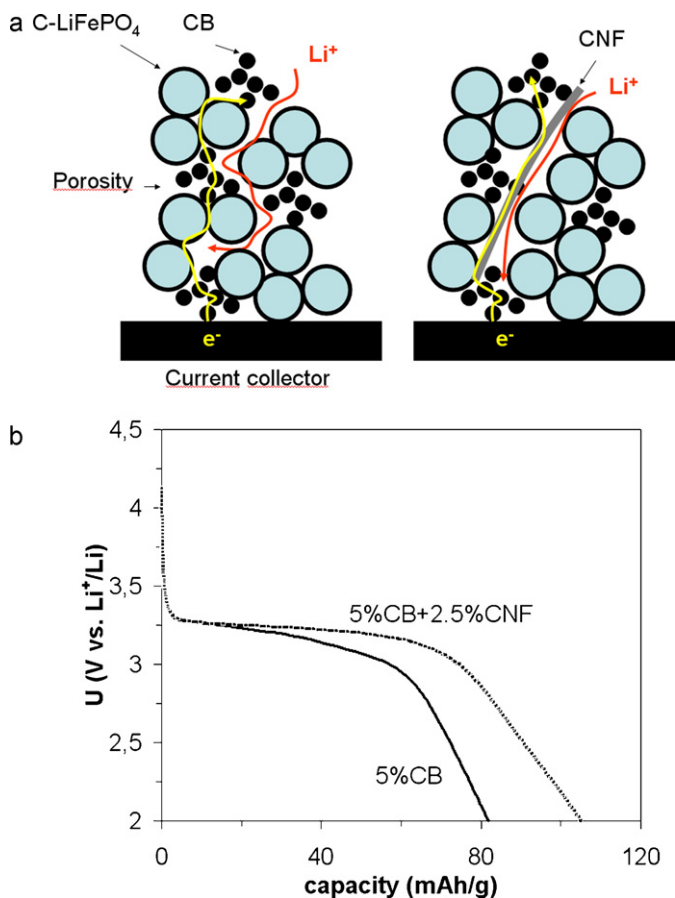 a
C-LiFePO4
CB
Li+
CNF
Li+
Porosity
e-
e-
Current collector
b
4,5
4
3,5
3
2,5
2
U (V vs. Li+/Li)
5%CB+2.5%CNF
5%CB
0
40
80
120
capacity (mAh/g)